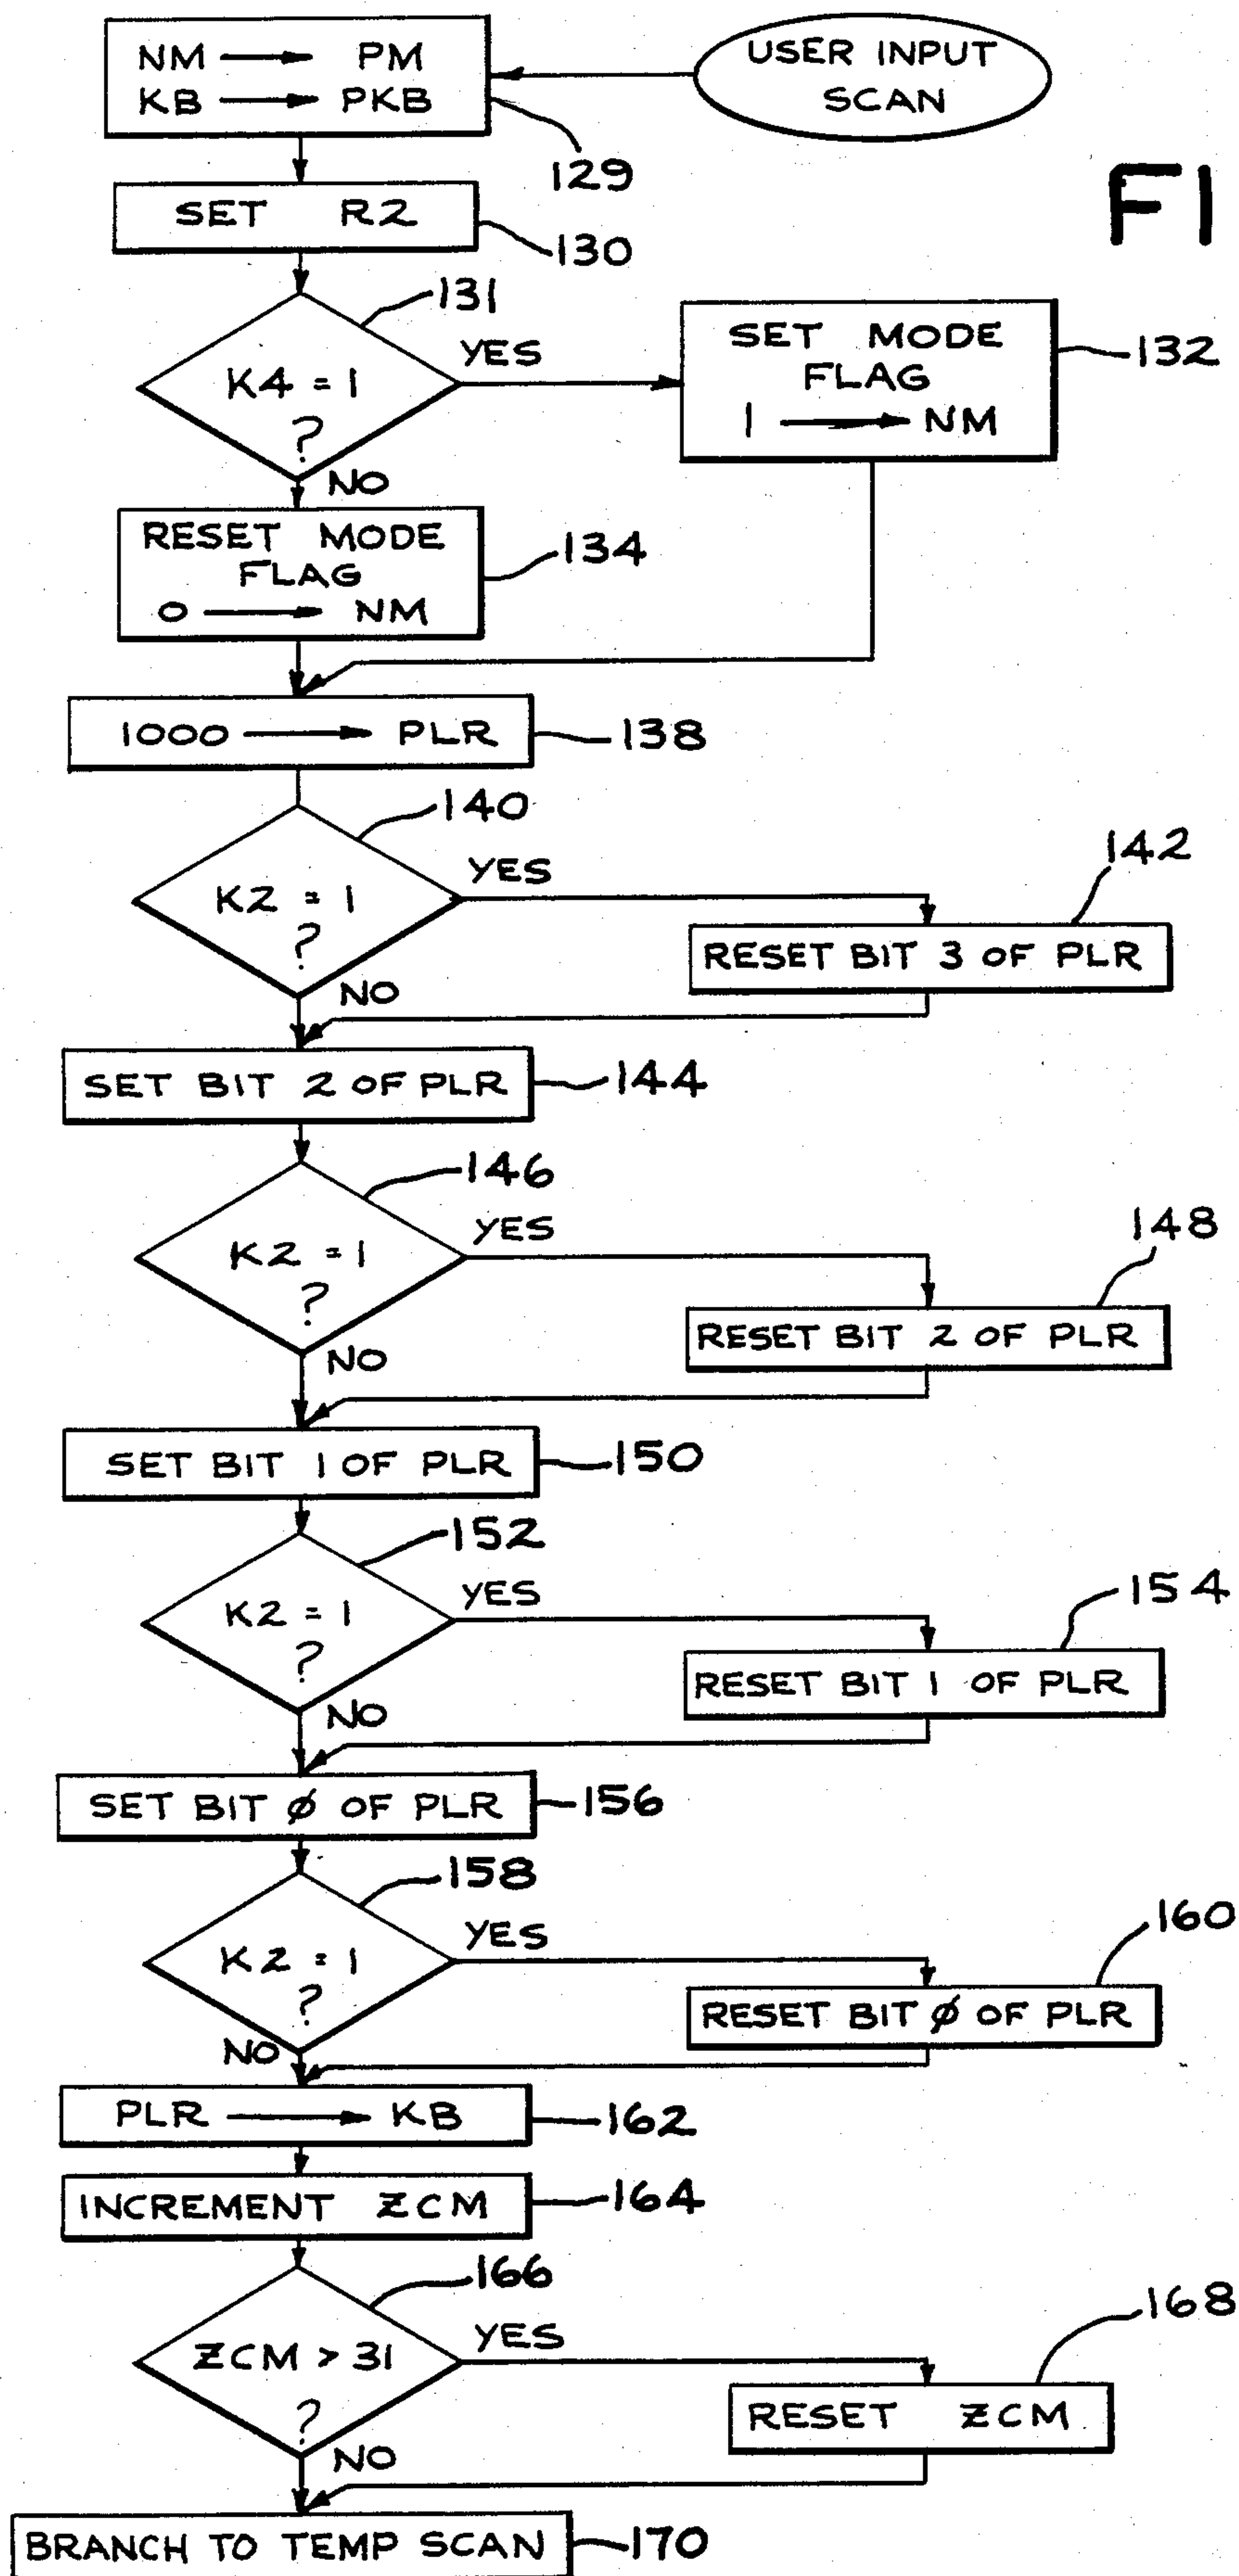 NM → PM
KB → PKB
129
USER INPUT
SCAN
FI
SET R2
130
131
K4 = 1
?
YES
NO
SET MODE
FLAG
1 → NM
132
RESET MODE
FLAG
0 → NM
134
1000 → PLR
138
140
K2 = 1
?
YES
NO
142
RESET BIT 3 OF PLR
SET BIT 2 OF PLR
144
146
K2 = 1
?
YES
NO
148
RESET BIT 2 OF PLR
SET BIT 1 OF PLR
150
152
K2 = 1
?
YES
NO
154
RESET BIT 1 OF PLR
SET BIT φ OF PLR
156
158
K2 = 1
?
YES
NO
160
RESET BIT φ OF PLR
PLR → KB
162
INCREMENT ZCM
164
166
ZCM > 31
?
YES
NO
168
RESET ZCM
BRANCH TO TEMP SCAN
170